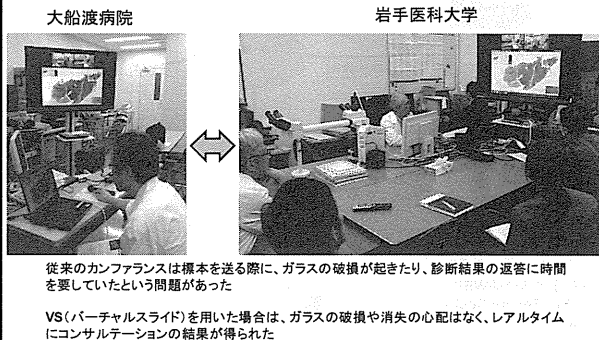 大船渡病院
岩手医科大学
従来のカンファランスは標本を送る際に、ガラスの破損が起きたり、診断結果の返答に時間
を要していたという問題があった
VS(バーチャルスライド)を用いた場合は、ガラスの破損や消失の心配はなく、レアルタイム
にコンサルテーションの結果が得られた